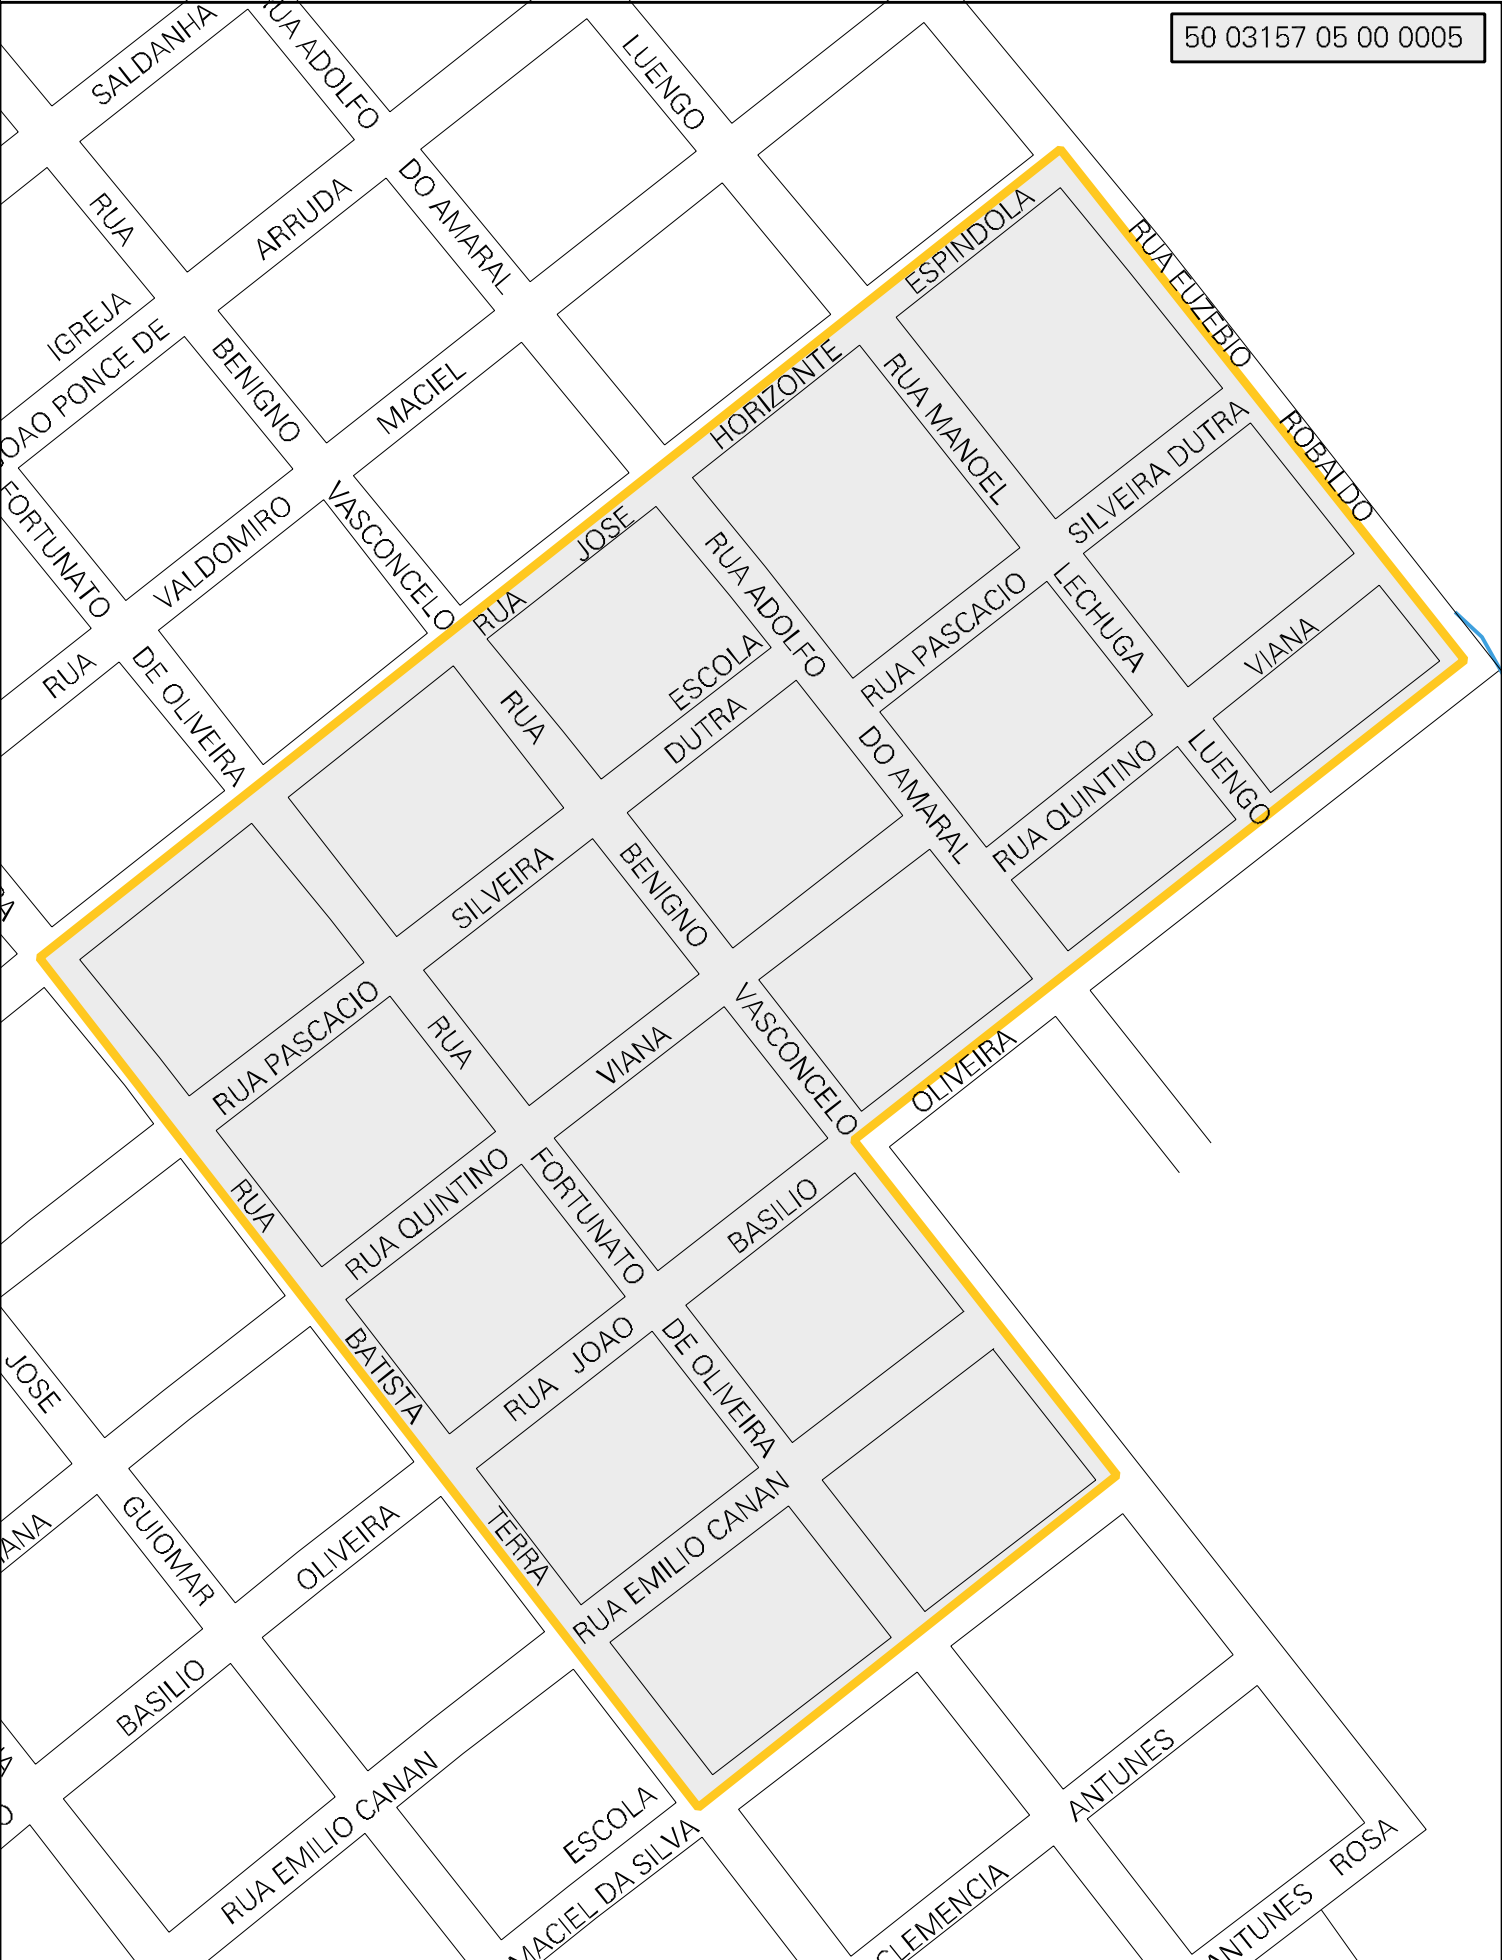 50 03157 05 00 0005
SALDANHA
RUA ADOLFO
LUENGO
DO AMARAL
ARRUDA
RUA
IGREJA
JOAO PONCE DE
BENIGNO
MACIEL
ESPINDOLA
RUA EUZEBIO
HORIZONTE
RUA MANOEL
SILVEIRA DUTRA
ROBALDO
FORTUNATO
VALDOMIRO
VASCONCELO
JOSE
RUA
RUA ADOLFO
RUA PASCACIO
LECHUGA
VIANA
RUA
DE OLIVEIRA
ESCOLA
RUA
DUTRA
DO AMARAL
RUA QUINTINO
LUENGO
SILVEIRA
BENIGNO
RUA PASCACIO
RUA
VIANA
VASCONCELO
OLIVEIRA
RUA
RUA QUINTINO
FORTUNATO
BASILIO
JOSE
BATISTA
RUA JOAO
DE OLIVEIRA
GUIOMAR
OLIVEIRA
TERRA
RUA EMILIO CANAN
BASILIO
RUA EMILIO CANAN
ESCOLA
MACIEL DA SILVA
ANTUNES
CLEMENCIA
ANTUNES ROSA